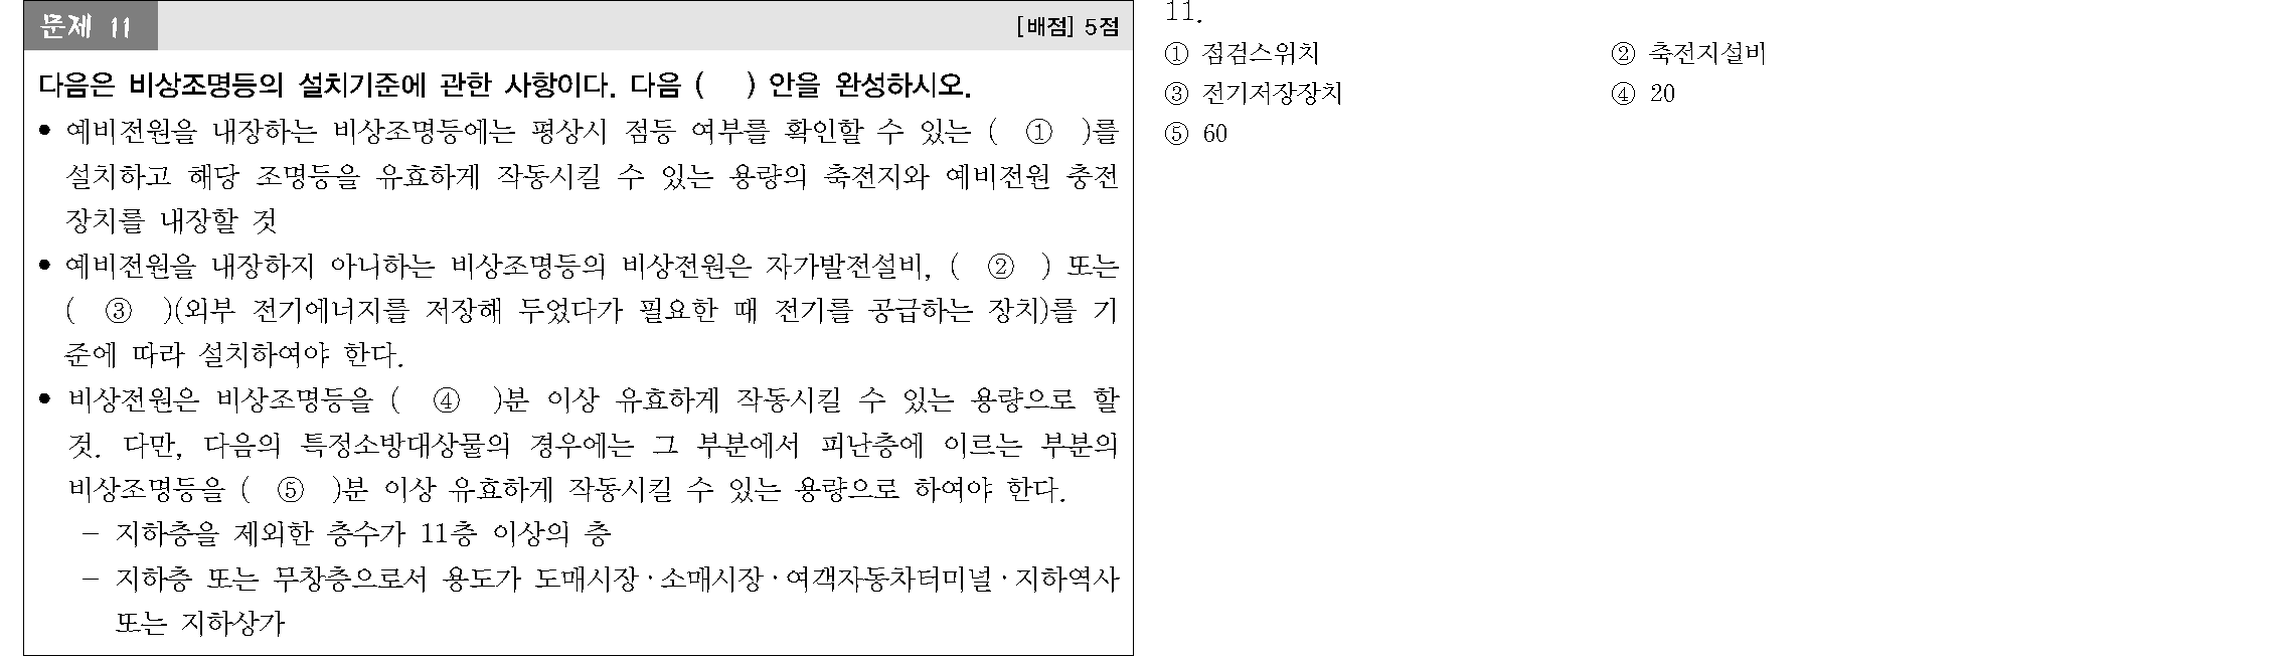 문제 11 [배점] 5점
다음은 비상조명등의 설치기준에 관한 사항이다. 다음 (   ) 안을 완성하시오.
• 예비전원을 내장하는 비상조명등에는 평상시 점등 여부를 확인할 수 있는 ( ① )를
설치하고 해당 조명등을 유효하게 작동시킬 수 있는 용량의 축전지와 예비전원 충전
장치를 내장할 것
• 예비전원을 내장하지 아니하는 비상조명등의 비상전원은 자가발전설비, ( ② ) 또는
( ③ )(외부 전기에너지를 저장해 두었다가 필요한 때 전기를 공급하는 장치)를 기
준에 따라 설치하여야 한다.
• 비상전원은 비상조명등을 ( ④ )분 이상 유효하게 작동시킬 수 있는 용량으로 할
것. 다만, 다음의 특정소방대상물의 경우에는 그 부분에서 피난층에 이르는 부분의
비상조명등을 ( ⑤ )분 이상 유효하게 작동시킬 수 있는 용량으로 하여야 한다.
– 지하층을 제외한 층수가 11층 이상의 층
– 지하층 또는 무창층으로서 용도가 도매시장·소매시장·여객자동차터미널·지하역사
또는 지하상가
11.
① 점검스위치 ② 축전지설비
③ 전기저장장치 ④ 20
⑤ 60